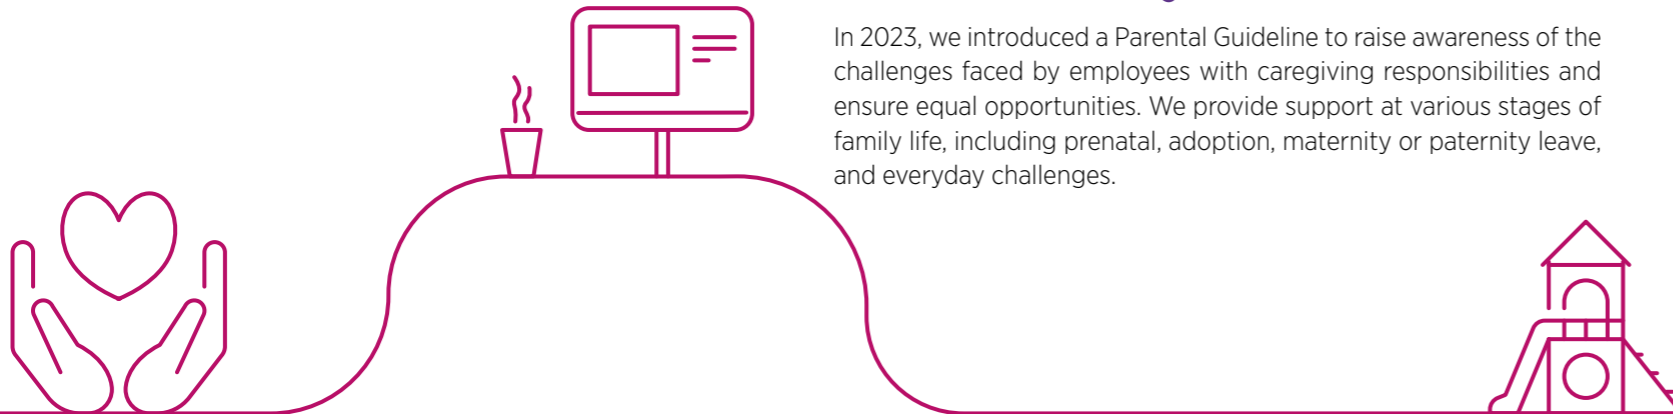 In 2023, we introduced a Parental Guideline to raise awareness of the
challenges faced by employees with caregiving responsibilities and
ensure equal opportunities. We provide support at various stages of
family life, including prenatal, adoption, maternity or paternity leave,
and everyday challenges.